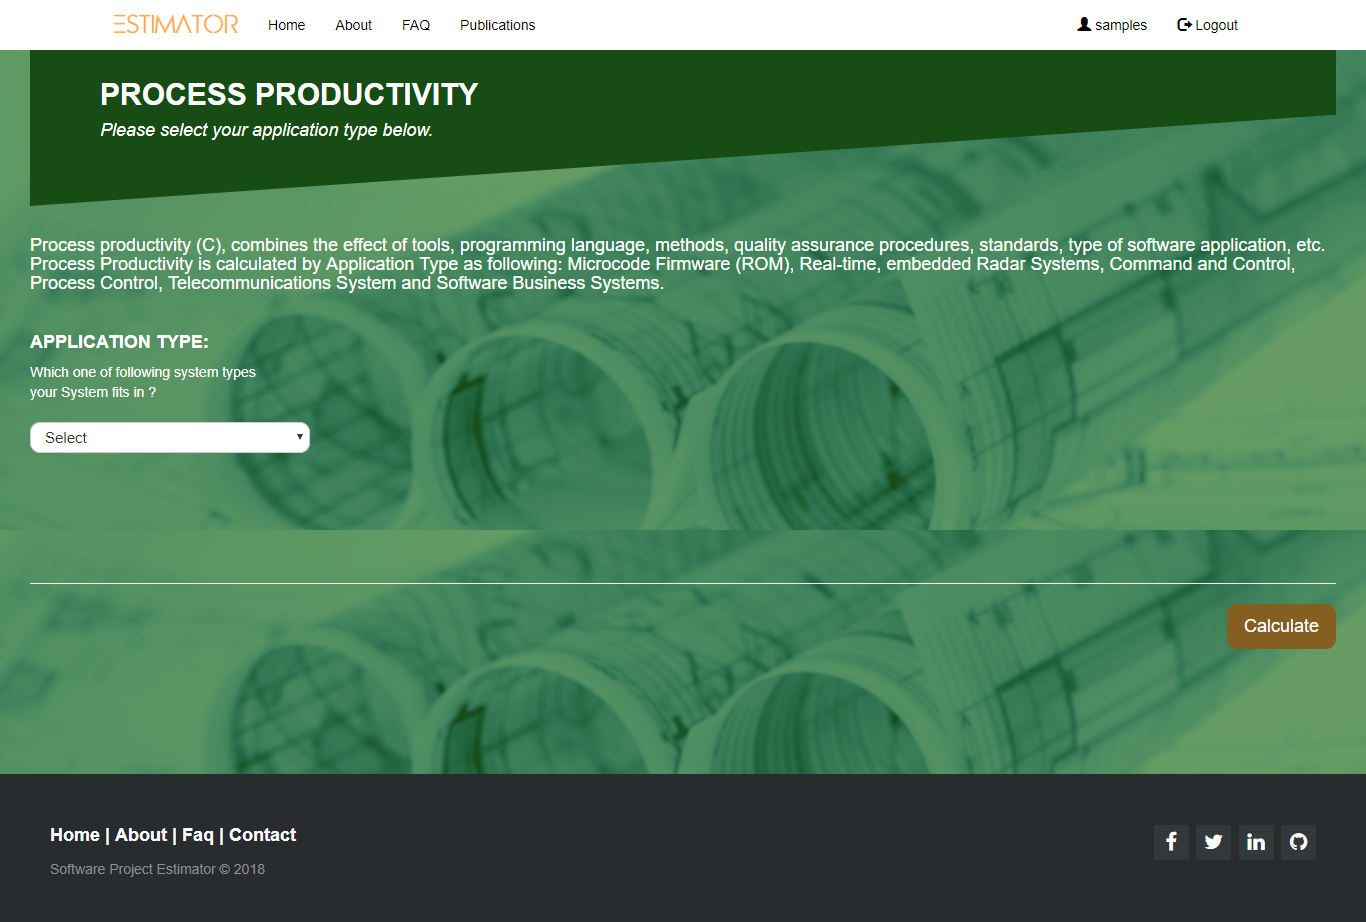 ESTIMATOR Home About FAQ Publications samples Logout
PROCESS PRODUCTIVITY
Please select your application type below.
Process productivity (C), combines the effect of tools, programming language, methods, quality assurance procedures, standards, type of software application, etc.
Process Productivity is calculated by Application Type as following: Microcode Firmware (ROM), Real-time, embedded Radar Systems, Command and Control,
Process Control, Telecommunications System and Software Business Systems.
APPLICATION TYPE:
Which one of following system types
your System fits in ?
Select
Calculate
Home | About | Faq | Contact
Software Project Estimator © 2018